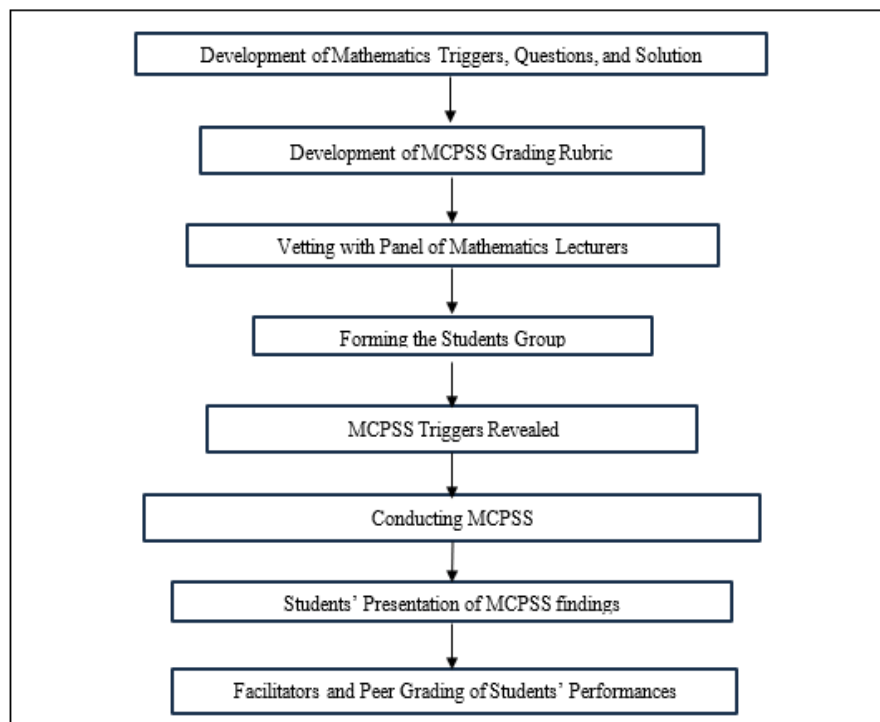 Development of Mathematics Triggers, Questions, and Solution
Development of MCPSS Grading Rubric
Vetting with Panel of Mathematics Lecturers
Forming the Students Group
MCPSS Triggers Revealed
Conducting MCPSS
Students’ Presentation of MCPSS findings
Facilitators and Peer Grading of Students’ Performances